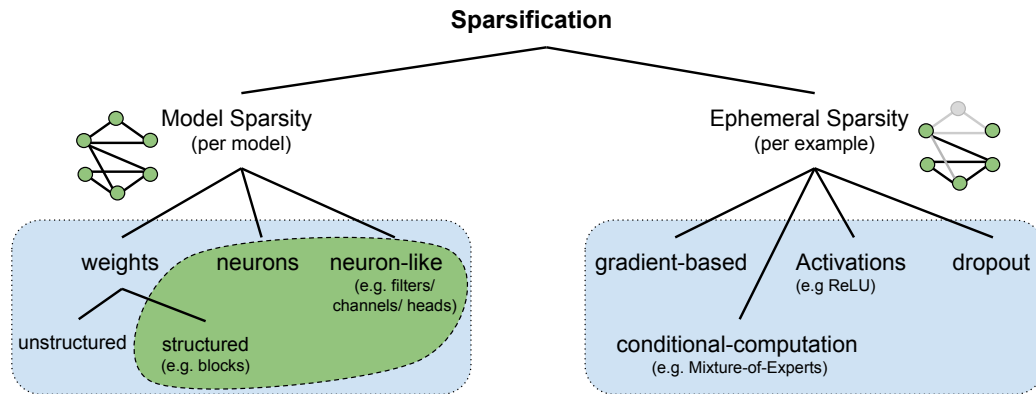 Sparsification
Model Sparsity
(per model)
Ephemeral Sparsity
(per example)
weights
neurons
neuron-like
(e.g. filters/
channels/ heads)
unstructured
structured
(e.g. blocks)
gradient-based
Activations
(e.g ReLU)
dropout
conditional-computation
(e.g. Mixture-of-Experts)